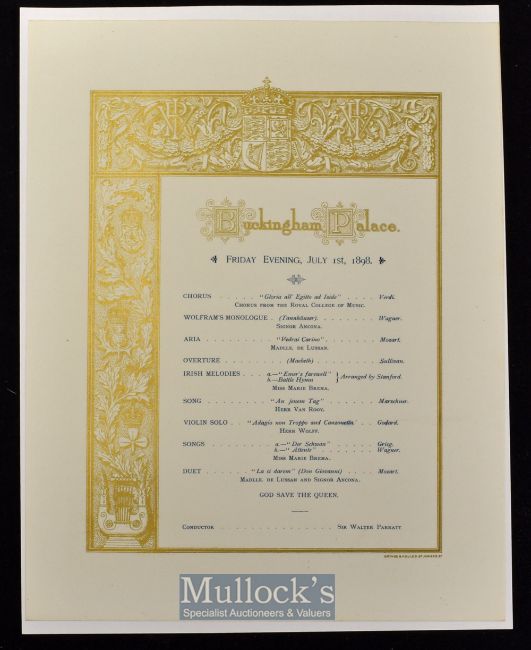 Buckingham Palace.
Friday Evening, July 1st, 1898.
Chorus . . . . . . "Gloria all' Egitto ad Iside" . . . . . Verdi.
Chorus from the Royal College of Music.
Wolfram's Monologue . (Tannhäuser) . . . . . . . . . Wagner.
Signor Ancona.
Aria . . . . . . . . . "Vedrai Carino" . . . . . . . . Mozart.
Madlle. de Lussan.
Overture . . . . . . . . (Macbeth) . . . . . . . . Sullivan.
Irish Melodies . a.—"Emer's farewell" } Arranged by Stanford.
b.—Battle Hymn
Miss Marie Brema.
Song . . . . . . . . "An jenem Tag" . . . . . . . Marschner.
Herr Van Rooy.
Violin Solo . . "Adagio non Troppo and Canzonetta" . Godard.
Herr Wolff.
Songs . . . . . . . . a.—"Der Schwan" . . . . . . . Grieg.
b.—"Attente" . . . . . . . Wagner.
Miss Marie Brema.
Duet . . . . . . "La ci darem" (Don Giovanni) . . . . Mozart.
Madlle. de Lussan and Signor Ancona.
God Save the Queen.
Conductor . . . . . . . . . . . . . Sir Walter Parratt
Mullock's
Specialist Auctioneers & Valuers